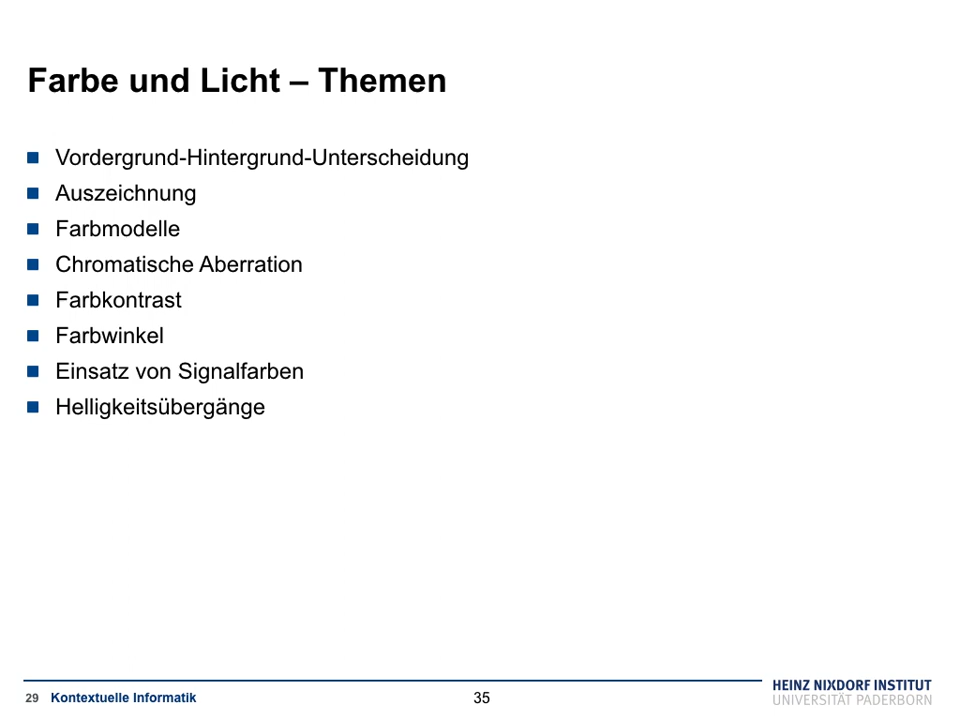 Farbe und Licht – Themen
Vordergrund-Hintergrund-Unterscheidung
Auszeichnung
Farbmodelle
Chromatische Aberration
Farbkontrast
Farbwinkel
Einsatz von Signalfarben
Helligkeitsübergänge
29 Kontextuelle Informatik
35
HEINZ NIXDORF INSTITUT
UNIVERSITÄT PADERBORN